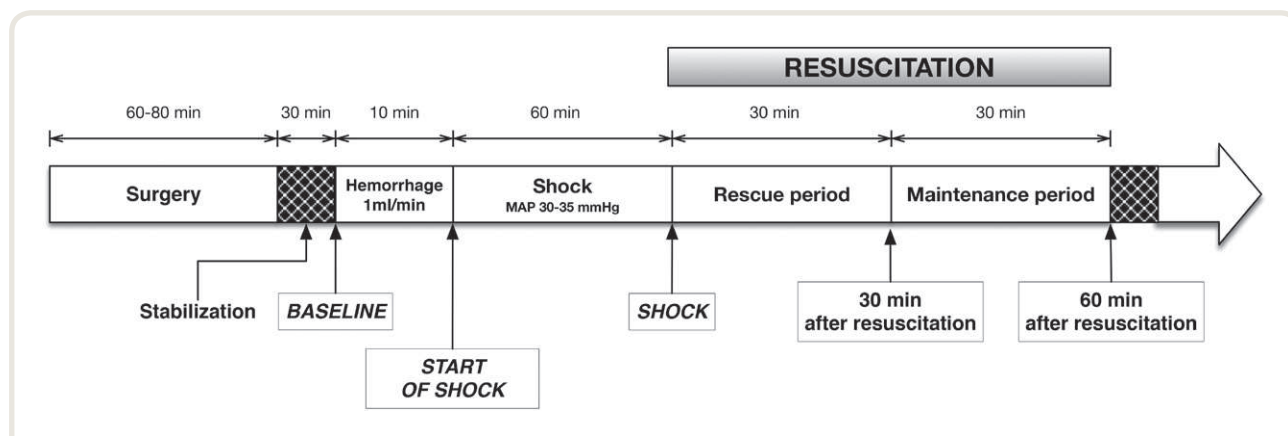 RESUSCITATION
60-80 min
30 min
10 min
60 min
30 min
30 min
Surgery
Hemorrhage
1ml/min
Shock
MAP 30-35 mmHg
Rescue period
Maintenance period
Stabilization
BASELINE
START
OF SHOCK
SHOCK
30 min
after resuscitation
60 min
after resuscitation